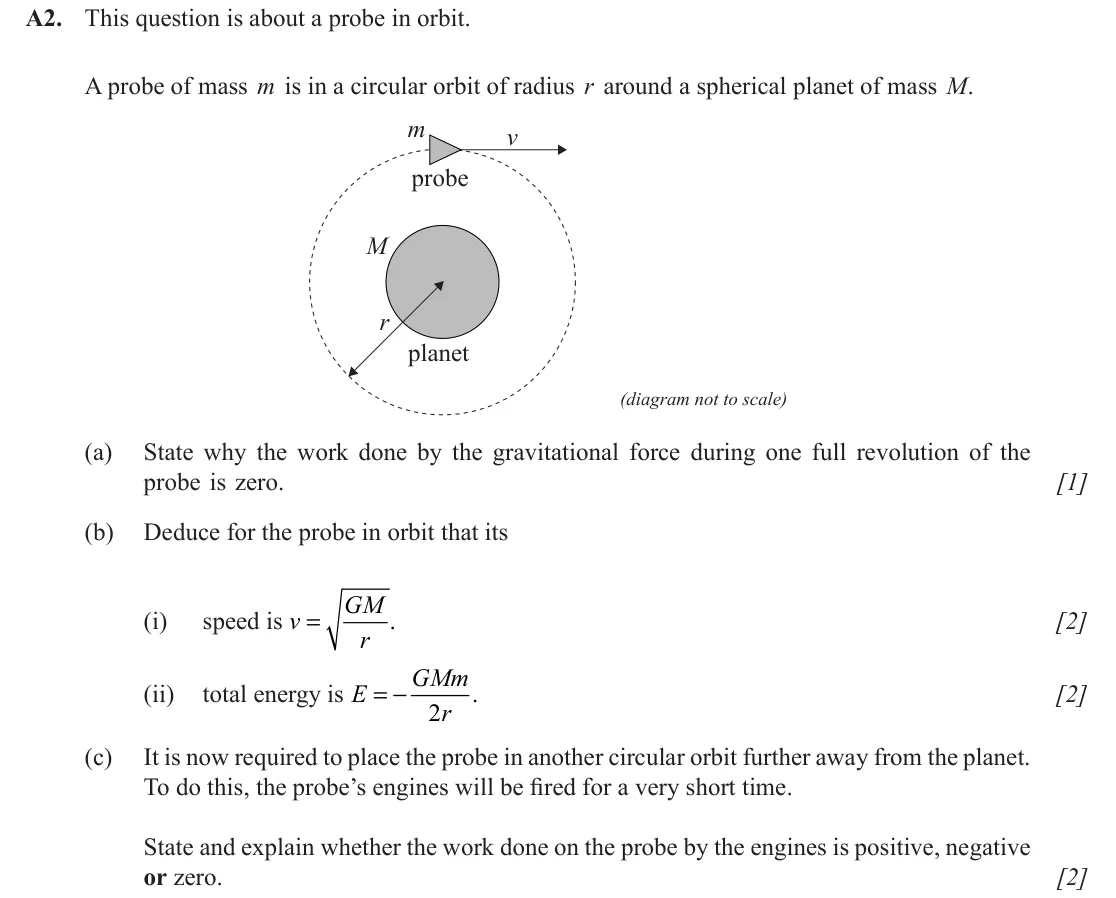 A2. This question is about a probe in orbit.
A probe of mass m is in a circular orbit of radius r around a spherical planet of mass M.
m
v
probe
M
r
planet
(diagram not to scale)
(a) State why the work done by the gravitational force during one full revolution of the
probe is zero. [1]
(b) Deduce for the probe in orbit that its
(i) speed is v = √(GM/r). [2]
(ii) total energy is E = −GMm/2r. [2]
(c) It is now required to place the probe in another circular orbit further away from the planet.
To do this, the probe’s engines will be fired for a very short time.
State and explain whether the work done on the probe by the engines is positive, negative
or zero. [2]